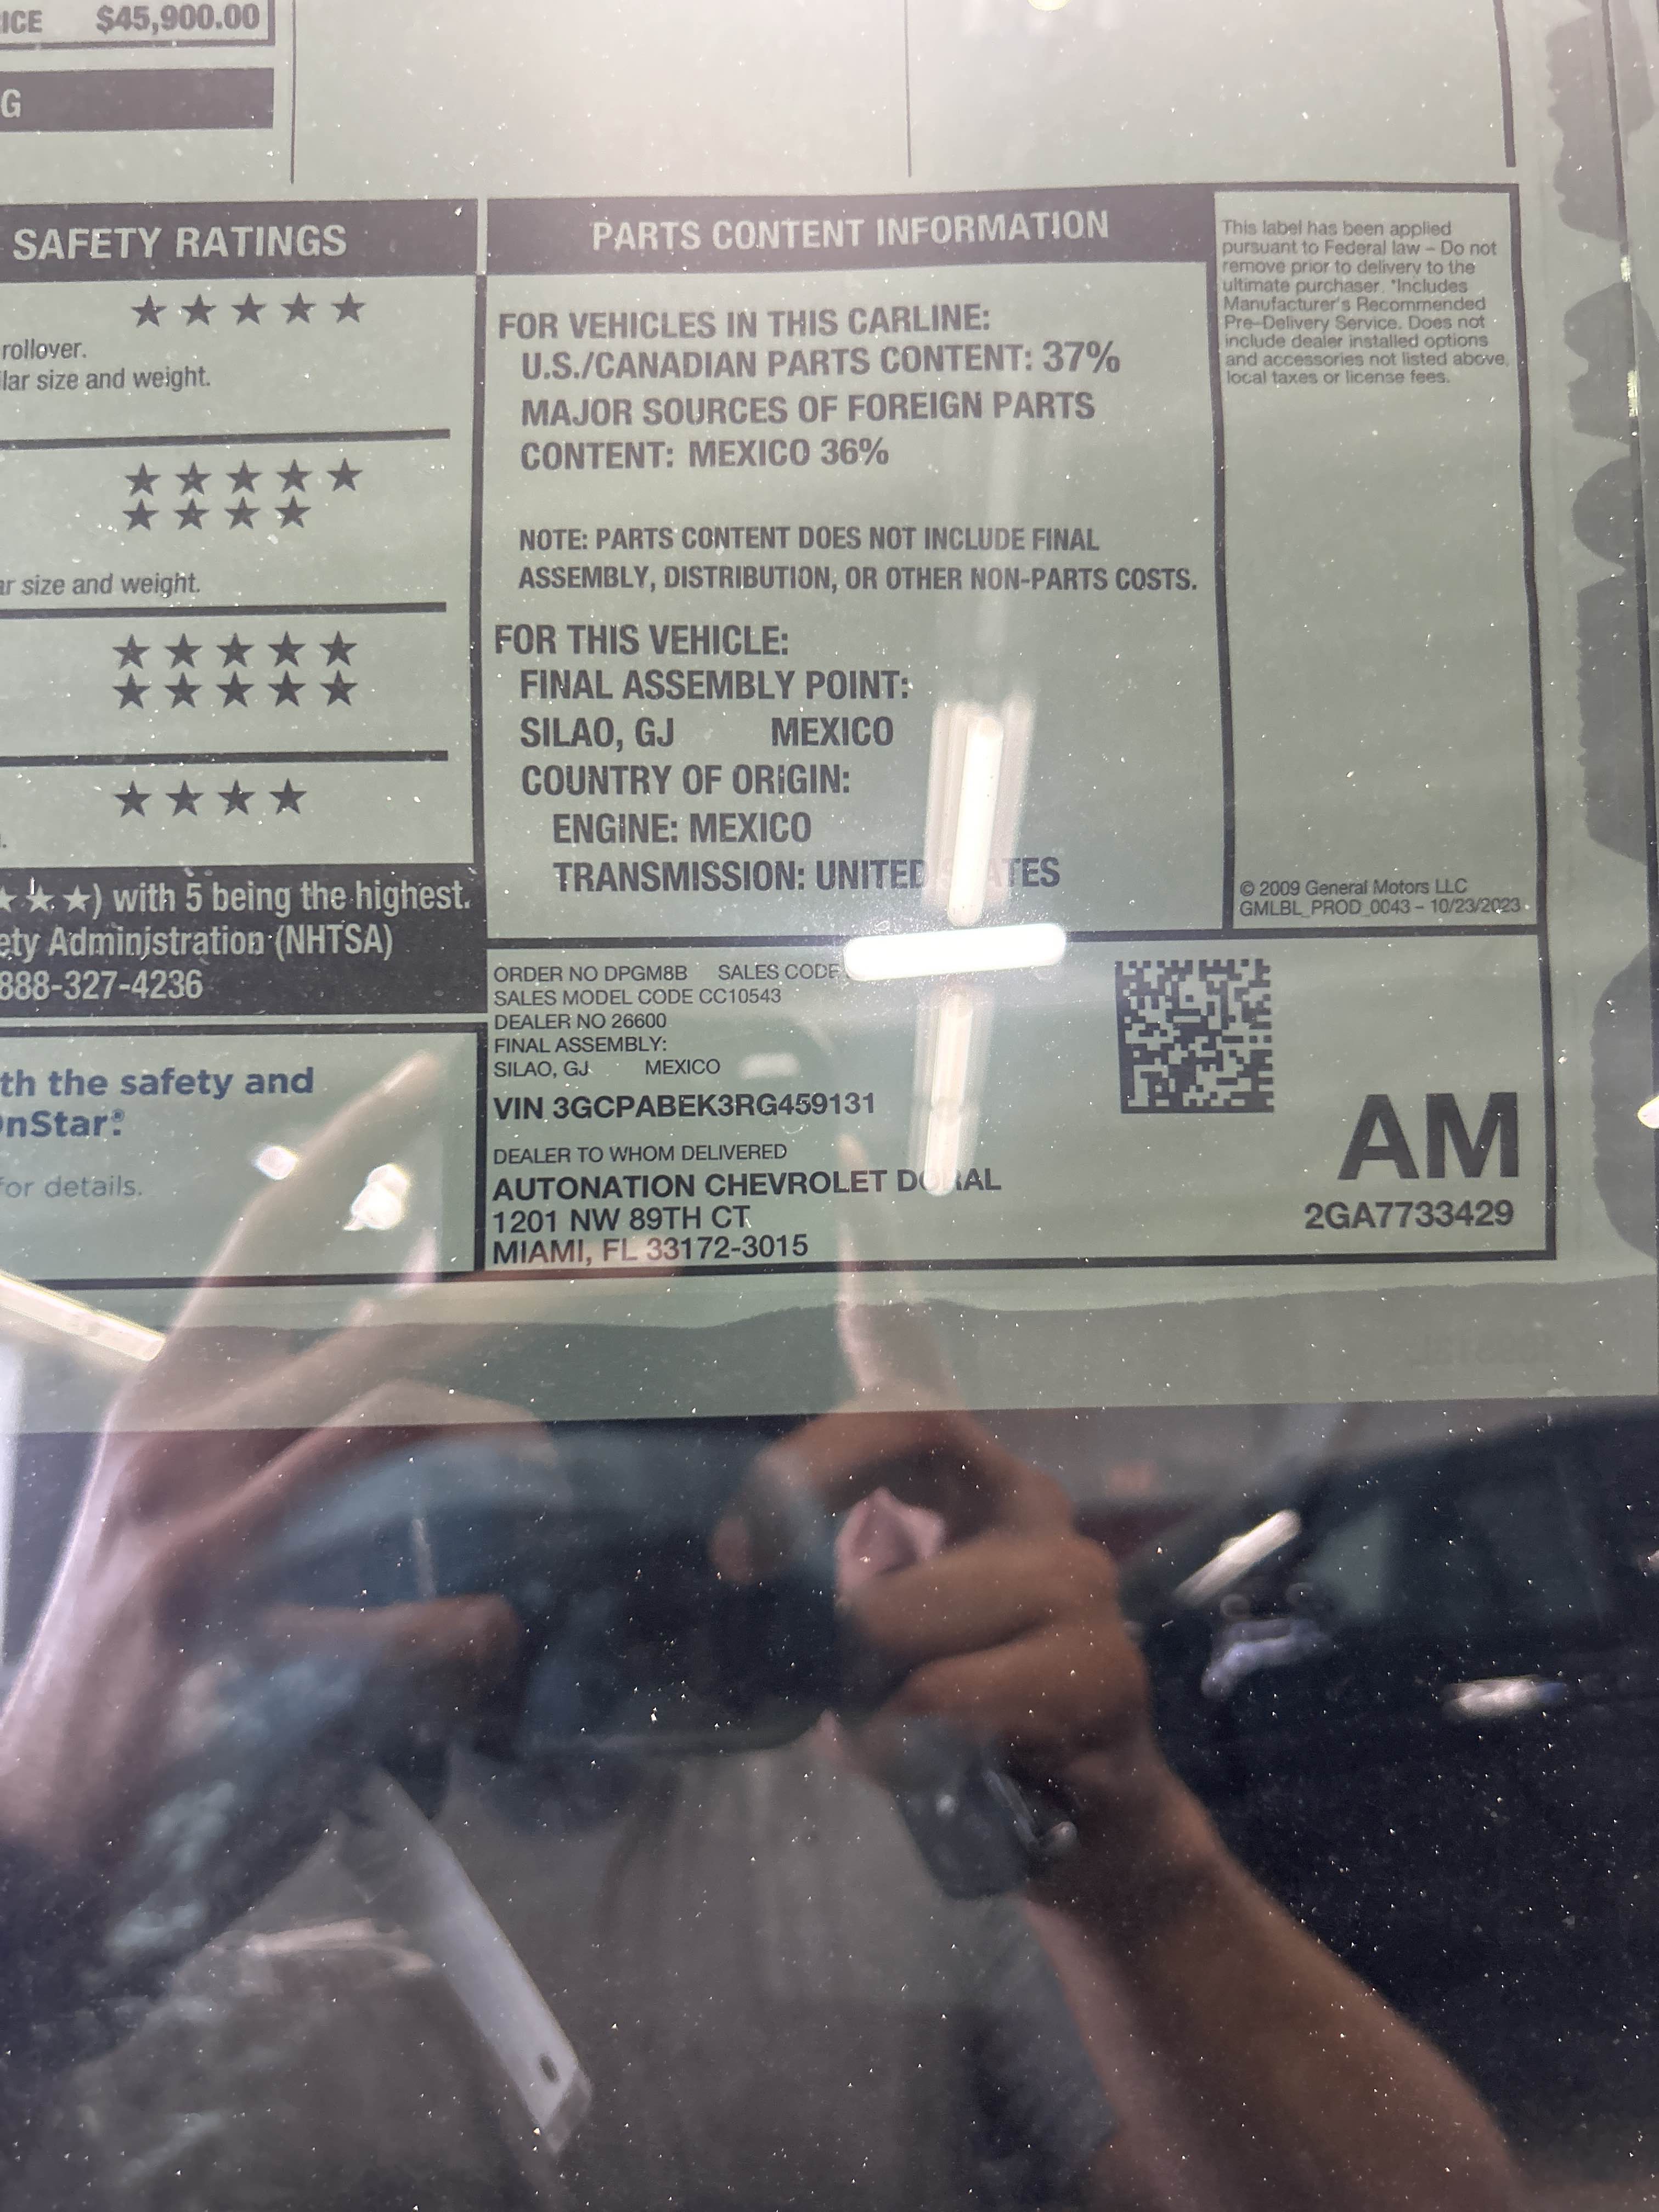 ICE $45,900.00
G
SAFETY RATINGS
★★★★★
rollover.
lar size and weight.
★★★★★
★★★★
ar size and weight.
★★★★★
★★★★★
★★★★
★★★) with 5 being the highest.
ety Administration (NHTSA)
888-327-4236
th the safety and
OnStar®
for details.
PARTS CONTENT INFORMATION
FOR VEHICLES IN THIS CARLINE:
U.S./CANADIAN PARTS CONTENT: 37%
MAJOR SOURCES OF FOREIGN PARTS
CONTENT: MEXICO 36%
NOTE: PARTS CONTENT DOES NOT INCLUDE FINAL
ASSEMBLY, DISTRIBUTION, OR OTHER NON-PARTS COSTS.
FOR THIS VEHICLE:
FINAL ASSEMBLY POINT:
SILAO, GJ MEXICO
COUNTRY OF ORIGIN:
ENGINE: MEXICO
TRANSMISSION: UNITED STATES
This label has been applied
pursuant to Federal law – Do not
remove prior to delivery to the
ultimate purchaser. *Includes
Manufacturer's Recommended
Pre-Delivery Service. Does not
include dealer installed options
and accessories not listed above,
local taxes or license fees.
© 2009 General Motors LLC
GMLBL_PROD_0043 – 10/23/2023
ORDER NO DPGM8B SALES CODE
SALES MODEL CODE CC10543
DEALER NO 26600
FINAL ASSEMBLY:
SILAO, GJ MEXICO
VIN 3GCPABEK3RG459131
DEALER TO WHOM DELIVERED
AUTONATION CHEVROLET DORAL
1201 NW 89TH CT
MIAMI, FL 33172-3015
AM
2GA7733429